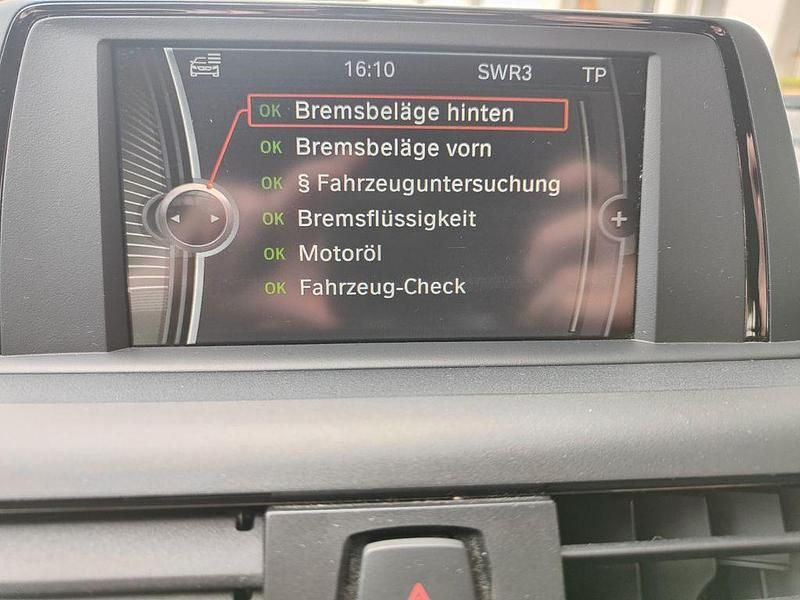 16:10 SWR3 TP
OK Bremsbeläge hinten
OK Bremsbeläge vorn
OK § Fahrzeuguntersuchung
OK Bremsflüssigkeit
OK Motoröl
OK Fahrzeug-Check